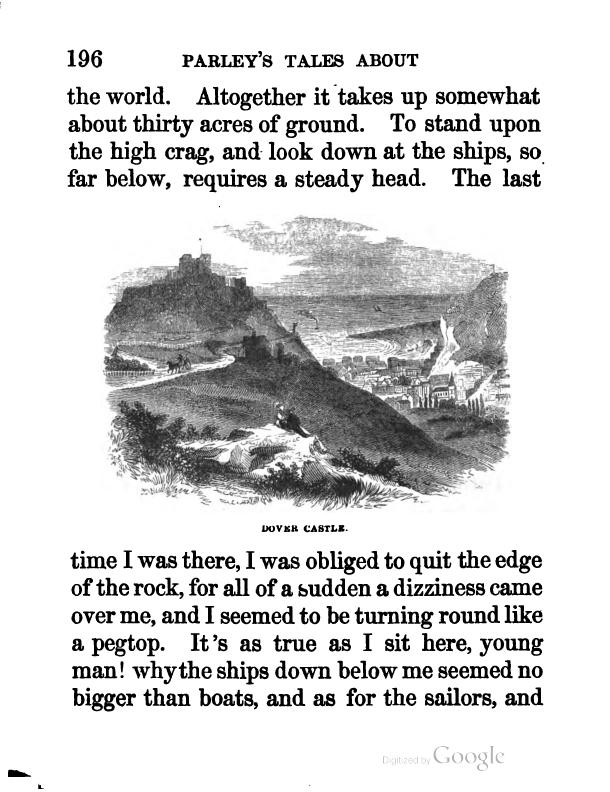 196 PARLEY'S TALES ABOUT
the world. Altogether it takes up somewhat
about thirty acres of ground. To stand upon
the high crag, and look down at the ships, so
far below, requires a steady head. The last
DOVER CASTLE.
time I was there, I was obliged to quit the edge
of the rock, for all of a sudden a dizziness came
over me, and I seemed to be turning round like
a pegtop. It's as true as I sit here, young
man! why the ships down below me seemed no
bigger than boats, and as for the sailors, and
Digitized by Google